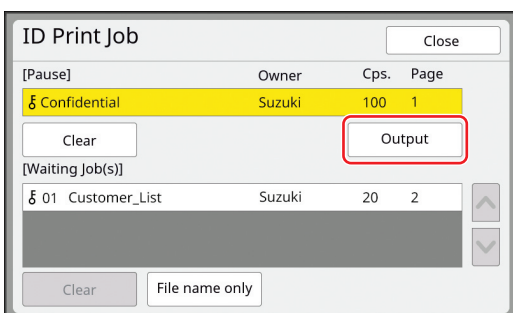 ID Print Job Close
[Pause] Owner Cps. Page
Confidential Suzuki 100 1
Clear Output
[Waiting Job(s)]
01 Customer_List Suzuki 20 2
Clear File name only